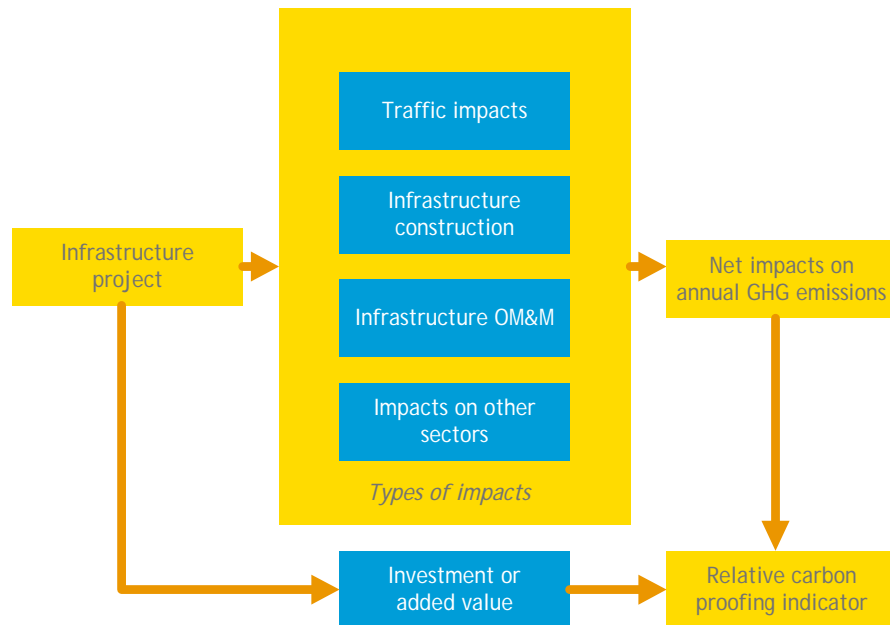 Traffic impacts
Infrastructure
construction
Infrastructure
project
Net impacts on
annual GHG emissions
Infrastructure OM&M
Impacts on other
sectors
Types of impacts
Investment or
added value
Relative carbon
proofing indicator